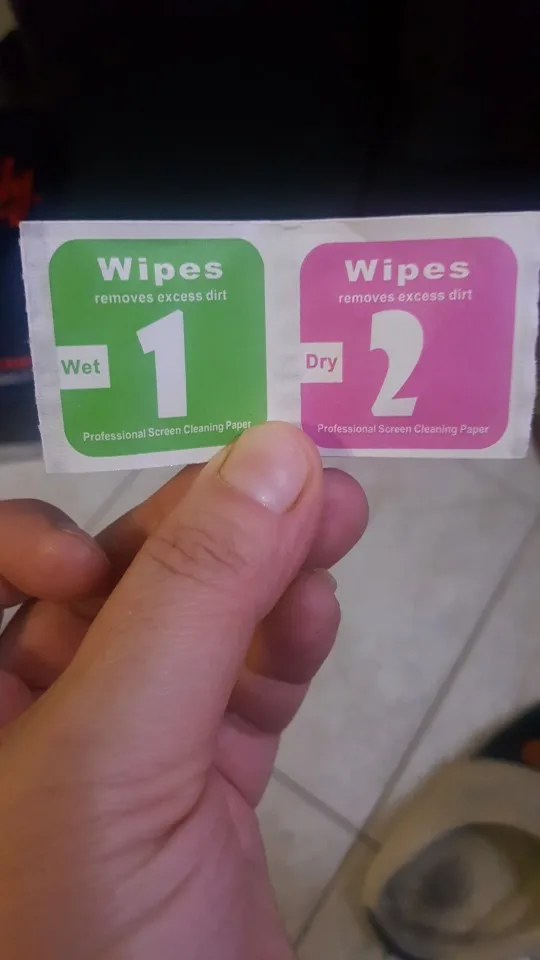 Wipes
removes excess dirt
Wet
1
Professional Screen Cleaning Paper
Wipes
removes excess dirt
Dry
2
Professional Screen Cleaning Paper